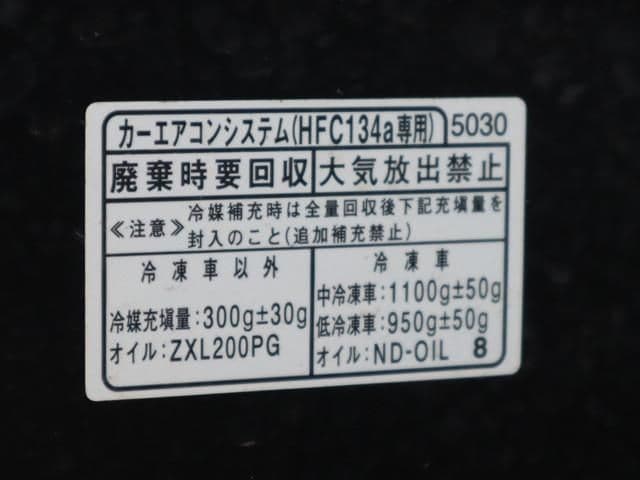 カーエアコンシステム(HFC134a専用) 5030
廃棄時要回収 大気放出禁止
≪注意≫ 冷媒補充時は全量回収後下記充填量を
封入のこと(追加補充禁止)
冷凍車以外
冷媒充填量:300g±30g
オイル:ZXL200PG
冷凍車
中冷凍車:1100g±50g
低冷凍車:950g±50g
オイル:ND-OIL 8